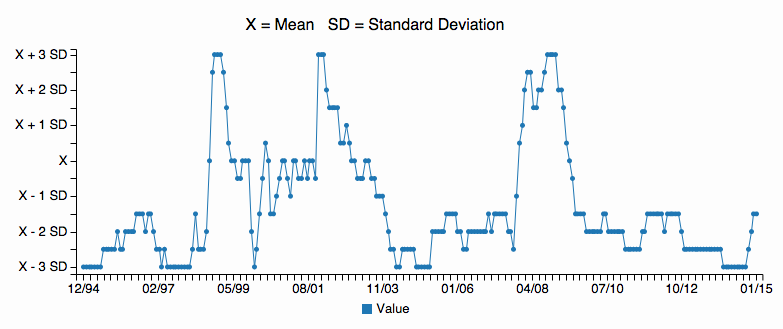 X = Mean   SD = Standard Deviation
X + 3 SD
X + 2 SD
X + 1 SD
X
X - 1 SD
X - 2 SD
X - 3 SD
12/94 02/97 05/99 08/01 11/03 01/06 04/08 07/10 10/12 01/15
Value